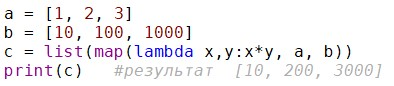 a = [1, 2, 3]
b = [10, 100, 1000]
c = list(map(lambda x,y:x*y, a, b))
print(c)   #результат  [10, 200, 3000]